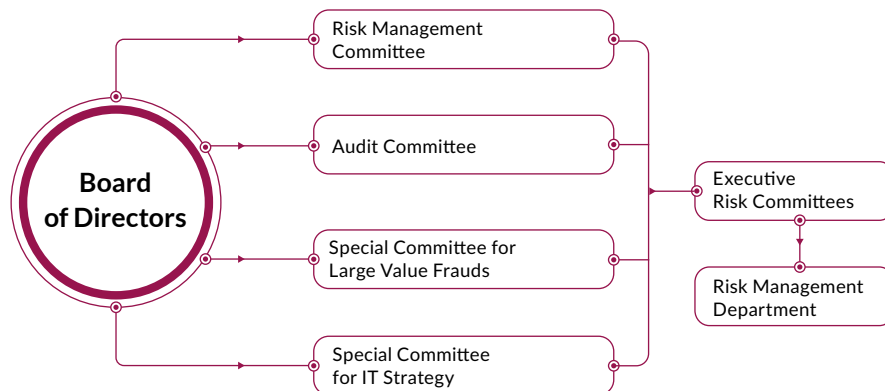 Board
of Directors
Risk Management
Committee
Audit Committee
Special Committee for
Large Value Frauds
Special Committee
for IT Strategy
Executive
Risk Committees
Risk Management
Department